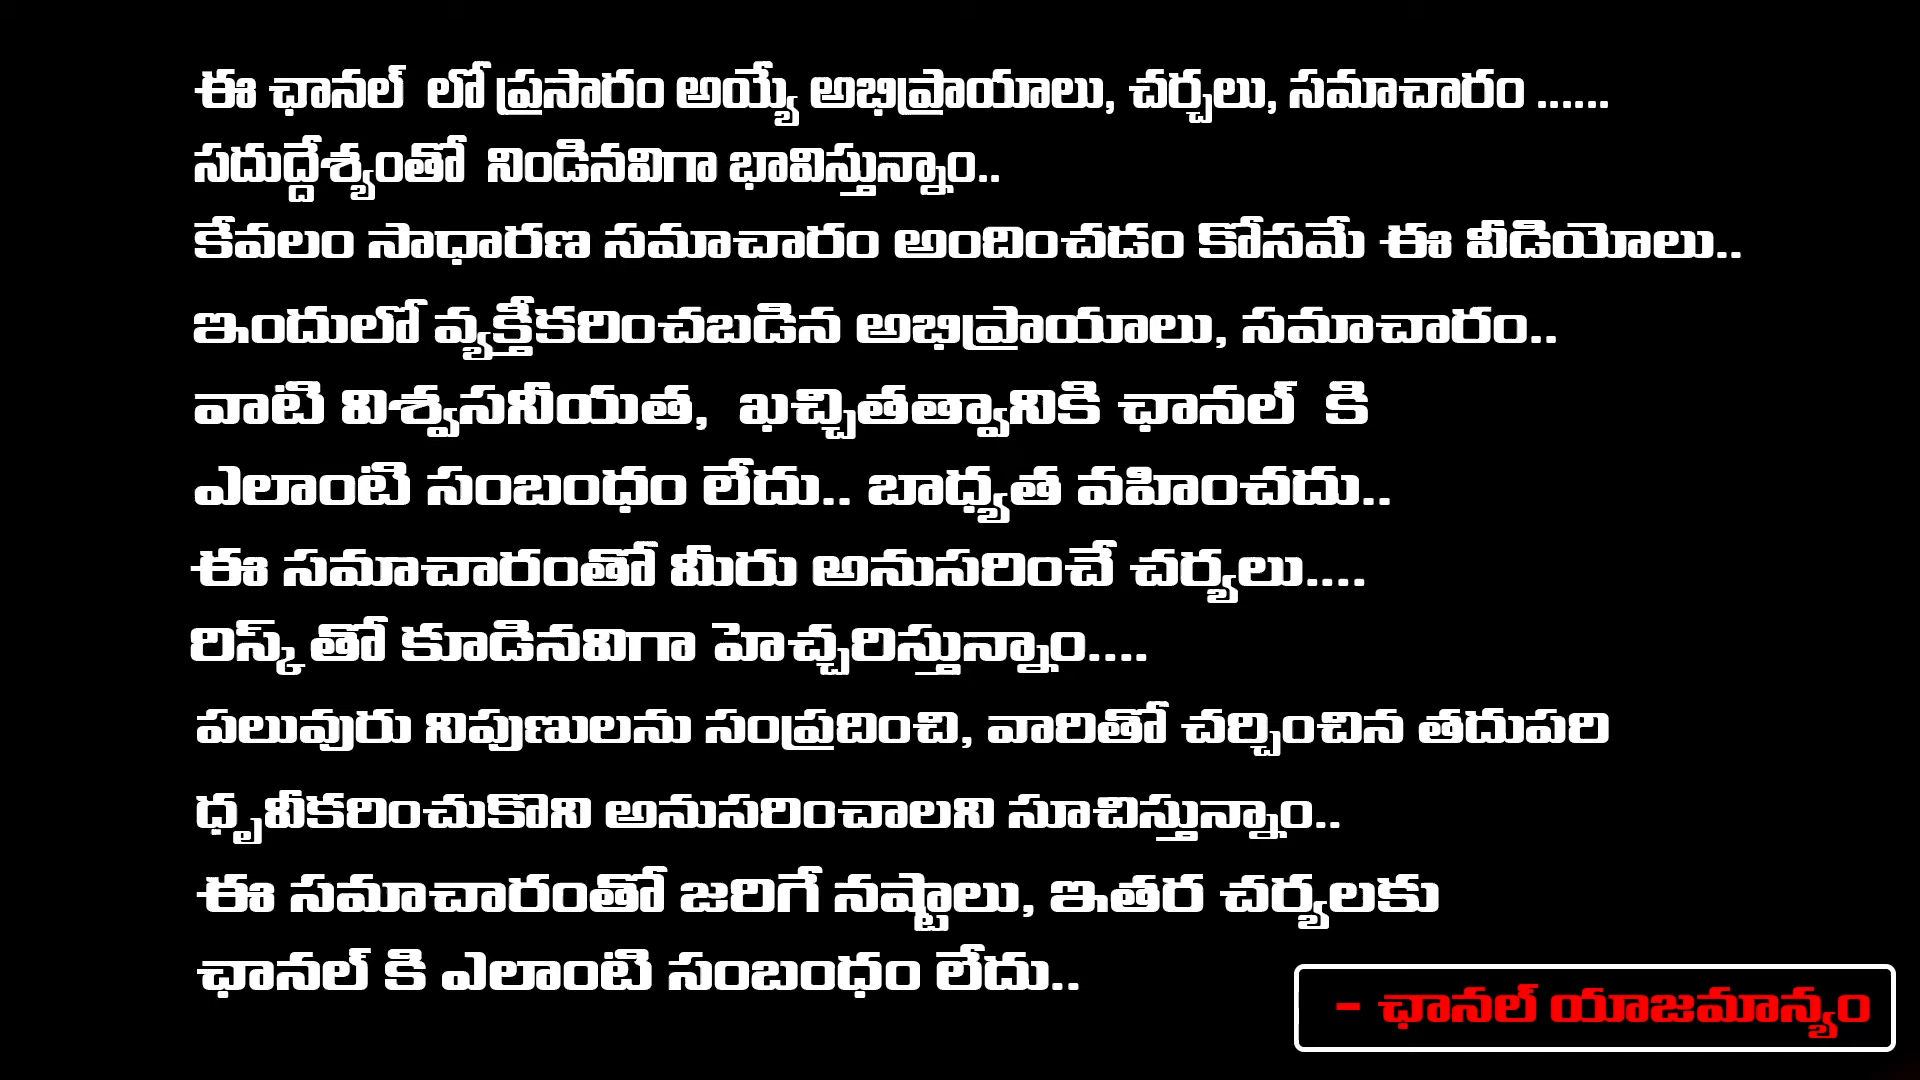 ఈ ఛానల్ లో ప్రసారం అయ్యే అభిప్రాయాలు, చర్చలు, సమాచారం ......
సదుద్దేశ్యంతో నిండినవిగా భావిస్తున్నాం..
కేవలం సాధారణ సమాచారం అందించడం కోసమే ఈ వీడియోలు..
ఇందులో వ్యక్తీకరించబడిన అభిప్రాయాలు, సమాచారం..
వాటి విశ్వసనీయత, ఖచ్చితత్వానికి ఛానల్ కి
ఎలాంటి సంబంధం లేదు.. బాధ్యత వహించదు..
ఈ సమాచారంతో మీరు అనుసరించే చర్యలు....
రిస్క్ తో కూడినవిగా హెచ్చరిస్తున్నాం....
పలువురు నిపుణులను సంప్రదించి, వారితో చర్చించిన తదుపరి
ధృవీకరించుకొని అనుసరించాలని సూచిస్తున్నాం..
ఈ సమాచారంతో జరిగే నష్టాలు, ఇతర చర్యలకు
ఛానల్ కి ఎలాంటి సంబంధం లేదు..
- ఛానల్ యాజమాన్యం